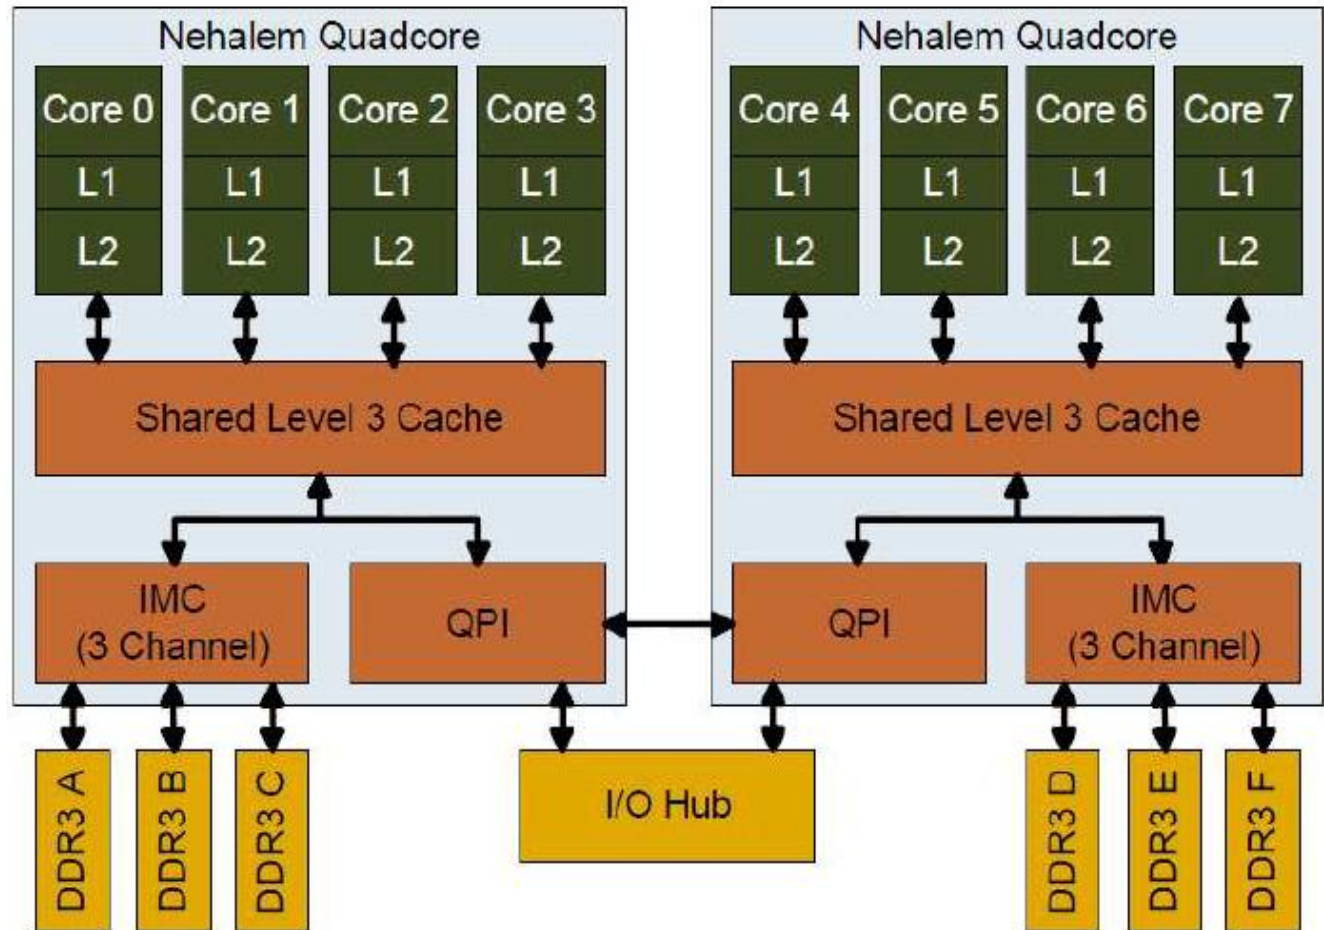 Nehalem Quadcore
Core 0
L1
L2
Core 1
L1
L2
Core 2
L1
L2
Core 3
L1
L2
Shared Level 3 Cache
IMC
(3 Channel)
QPI
DDR3 A
DDR3 B
DDR3 C
Nehalem Quadcore
Core 4
L1
L2
Core 5
L1
L2
Core 6
L1
L2
Core 7
L1
L2
Shared Level 3 Cache
QPI
IMC
(3 Channel)
I/O Hub
DDR3 D
DDR3 E
DDR3 F